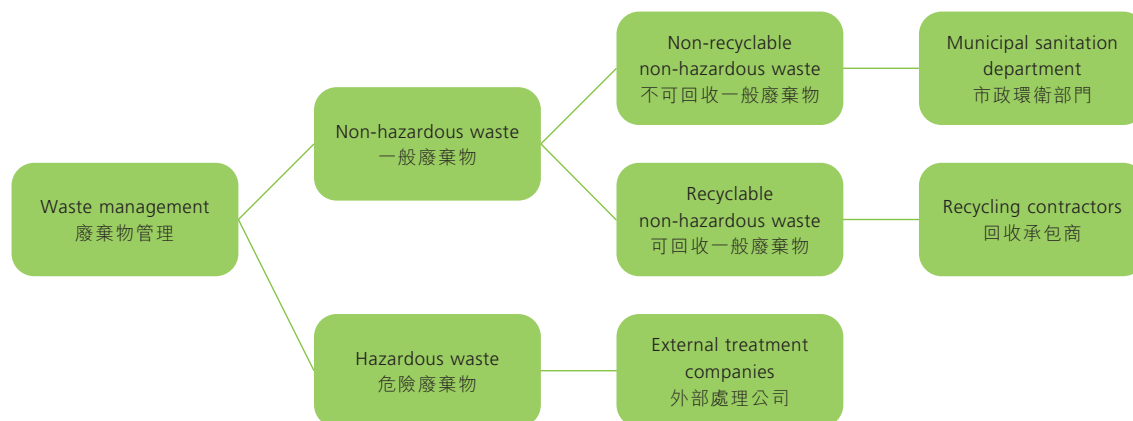 Waste management
廢棄物管理
Non-hazardous waste
一般廢棄物
Non-recyclable
non-hazardous waste
不可回收一般廢棄物
Municipal sanitation
department
市政環衛部門
Recyclable
non-hazardous waste
可回收一般廢棄物
Recycling contractors
回收承包商
Hazardous waste
危險廢棄物
External treatment
companies
外部處理公司